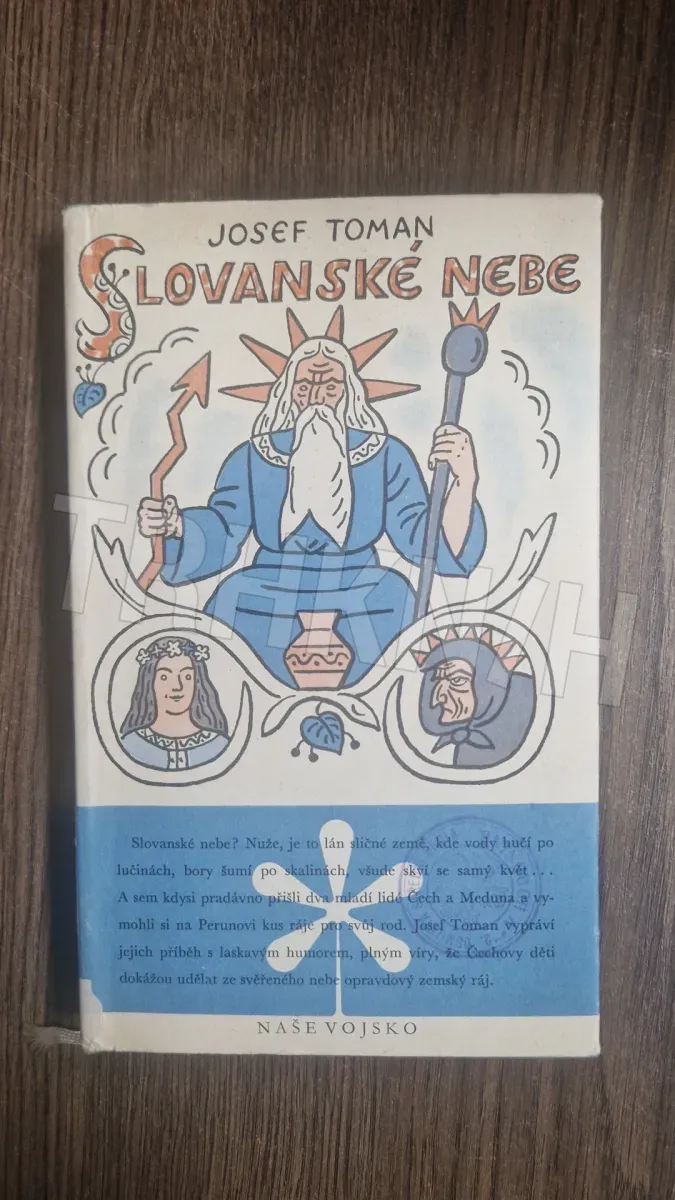 JOSEF TOMAN
SLOVANSKÉ NEBE
TRHKNIH
Slovanské nebe? Nuže, je to lán sličné země, kde vody hučí po
lučinách, bory šumí po skalinách, všude skví se samý květ...
A sem kdysi pradávno přišli dva mladí lidé Čech a Meduna a vy-
mohli si na Perunovi kus ráje pro svůj rod. Josef Toman vypráví
jejich příběh s laskavým humorem, plným víry, že Čechovy děti
dokážou udělat ze svěřeného nebe opravdový zemský ráj.
NAŠE VOJSKO